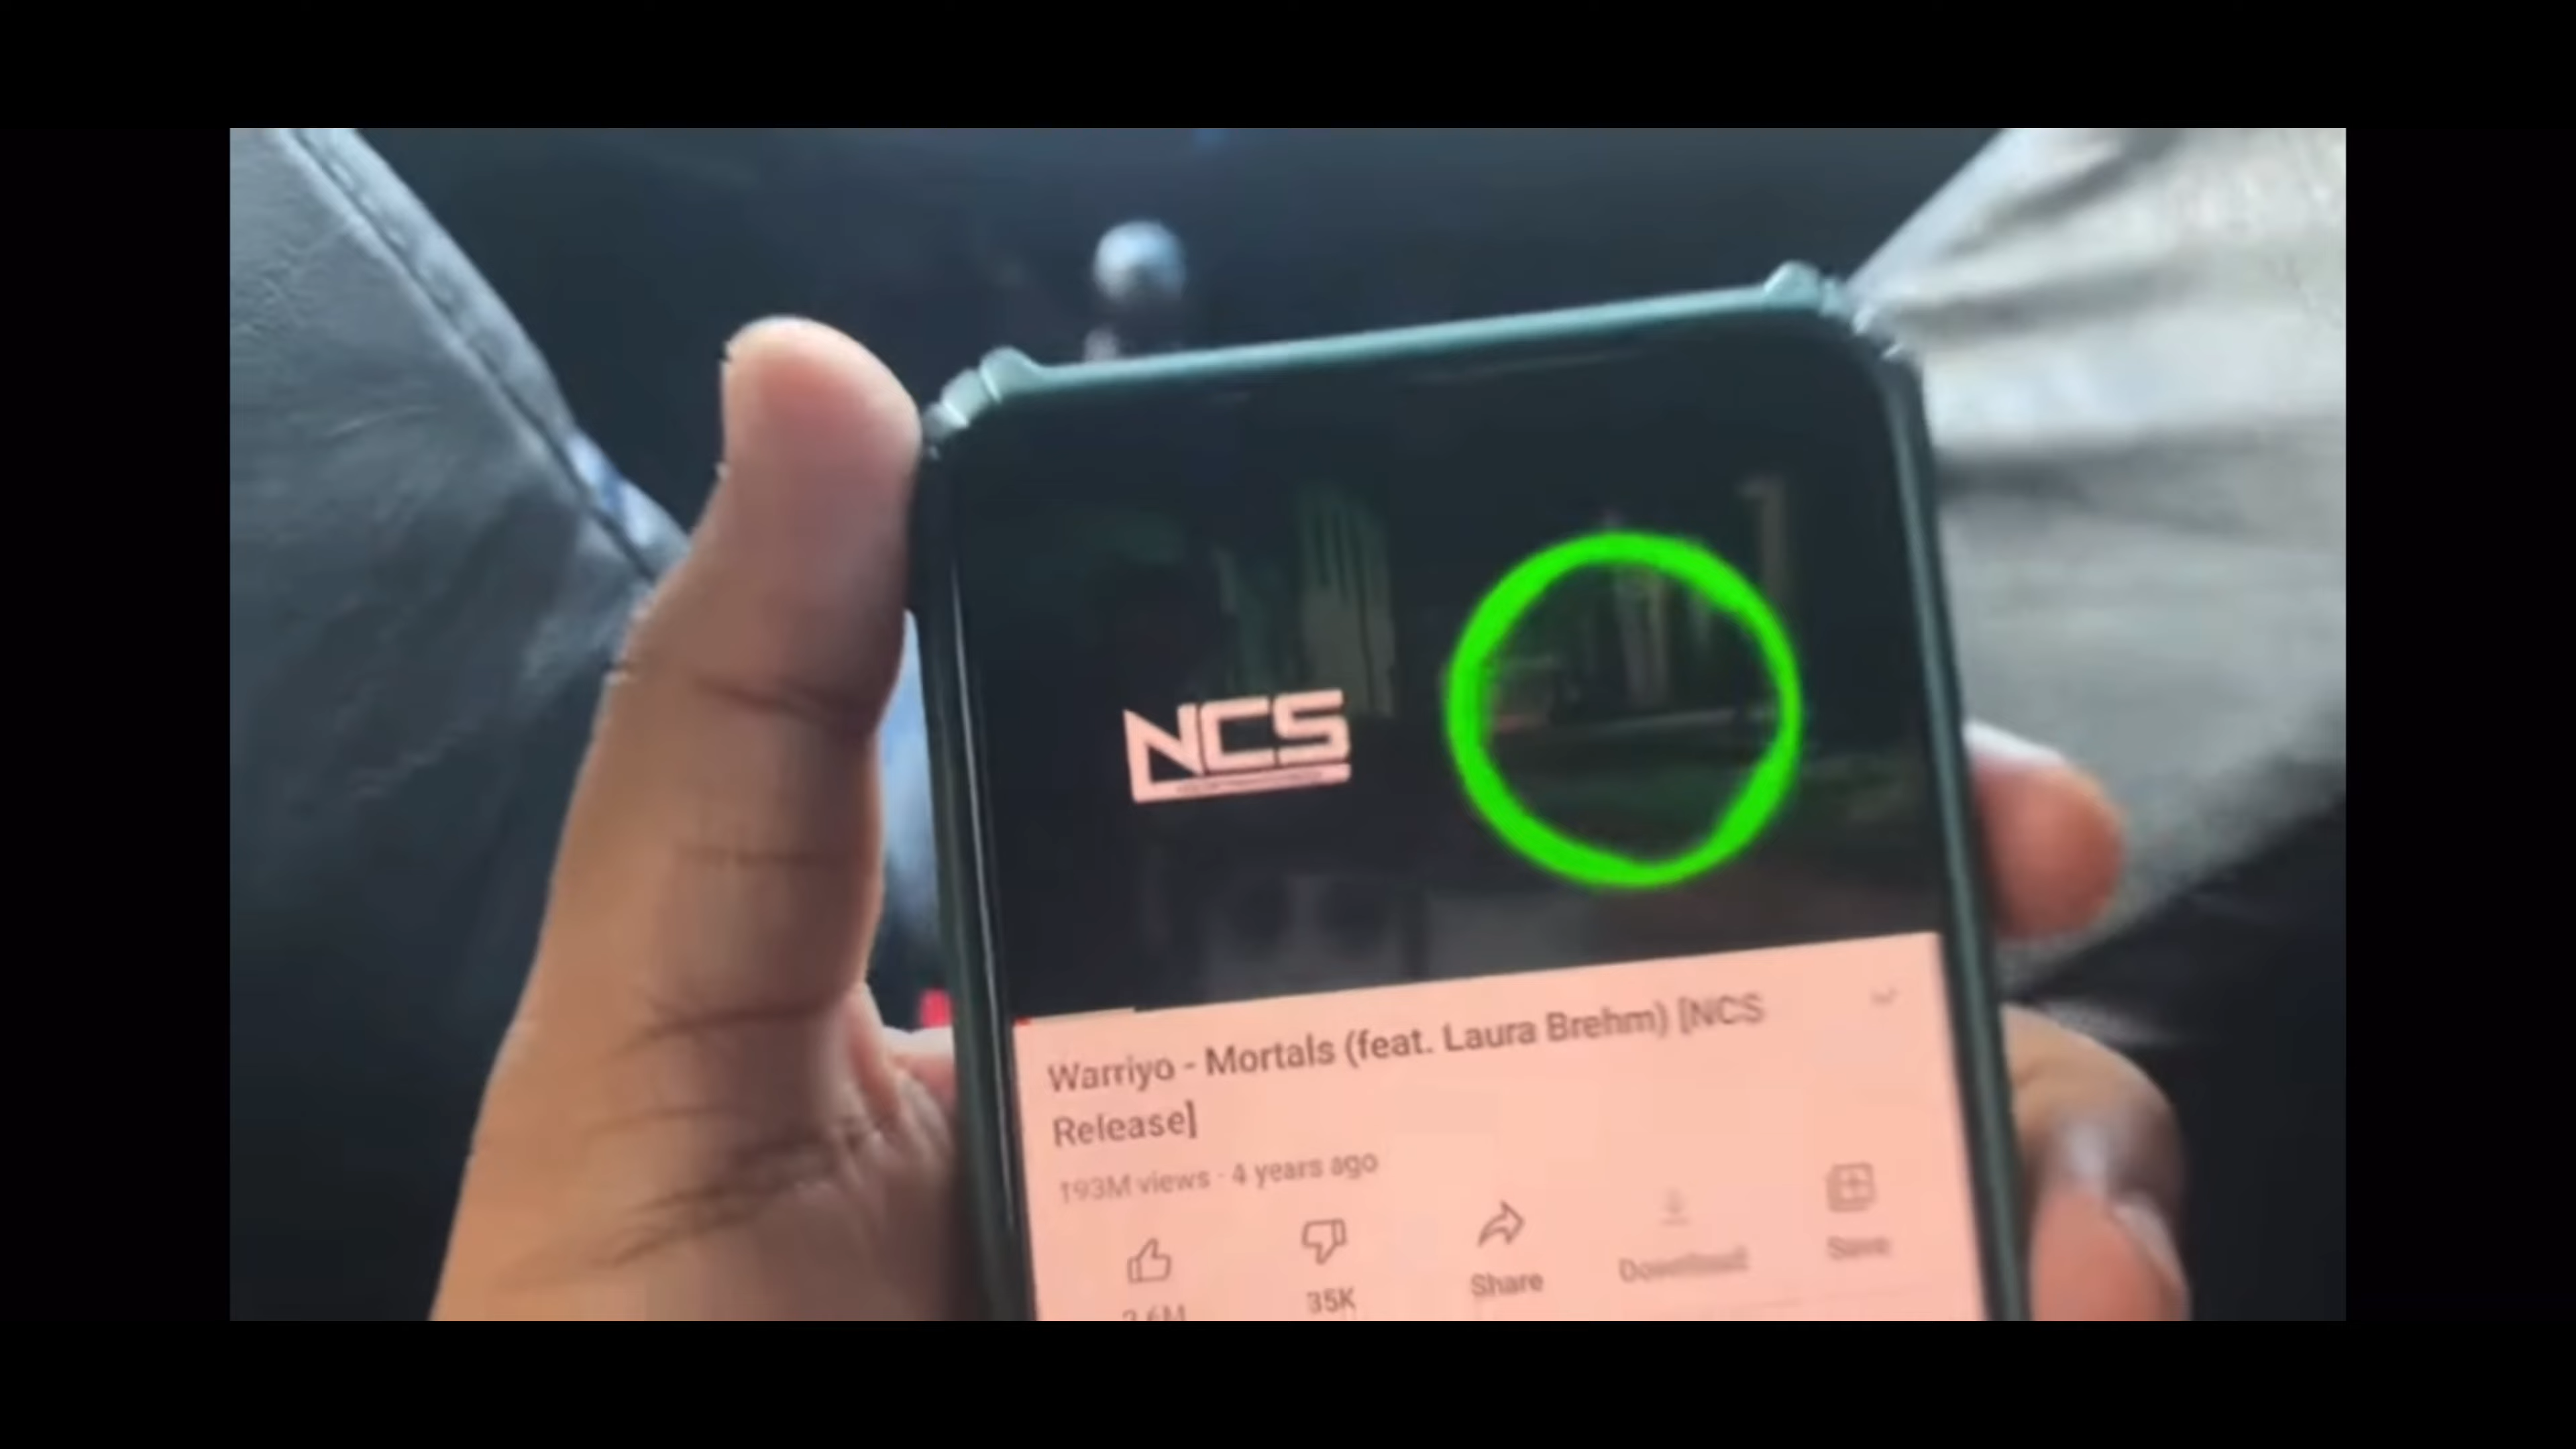 NCS
Warriyo - Mortals (feat. Laura Brehm) [NCS
Release]
193M views · 4 years ago
35K
Share
Download
Save